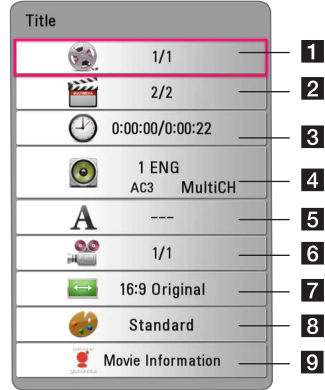 Title
1/1 1
2/2 2
0:00:00/0:00:22 3
1 ENG
AC3 MultiCH 4
A --- 5
1/1 6
16:9 Original 7
Standard 8
Movie Information 9